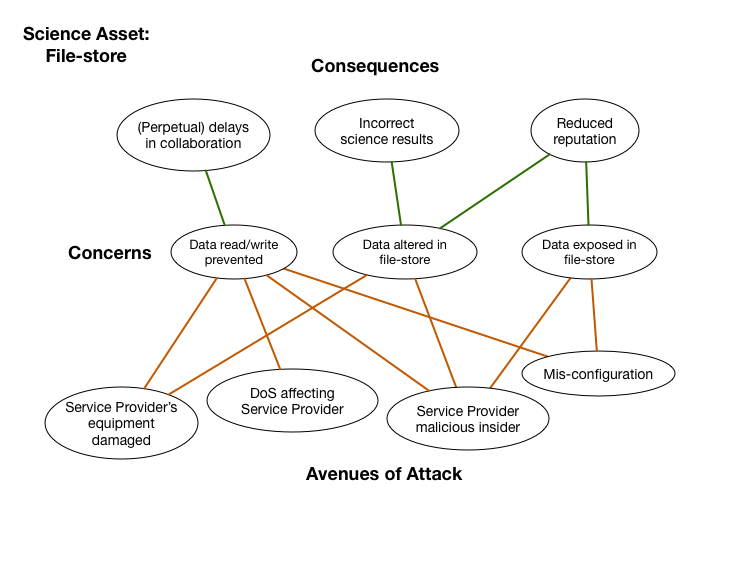 Science Asset:
File-store
Consequences
(Perpetual) delays
in collaboration
Incorrect
science results
Reduced
reputation
Concerns
Data read/write
prevented
Data altered in
file-store
Data exposed in
file-store
Service Provider's
equipment
damaged
DoS affecting
Service Provider
Service Provider
malicious insider
Mis-configuration
Avenues of Attack